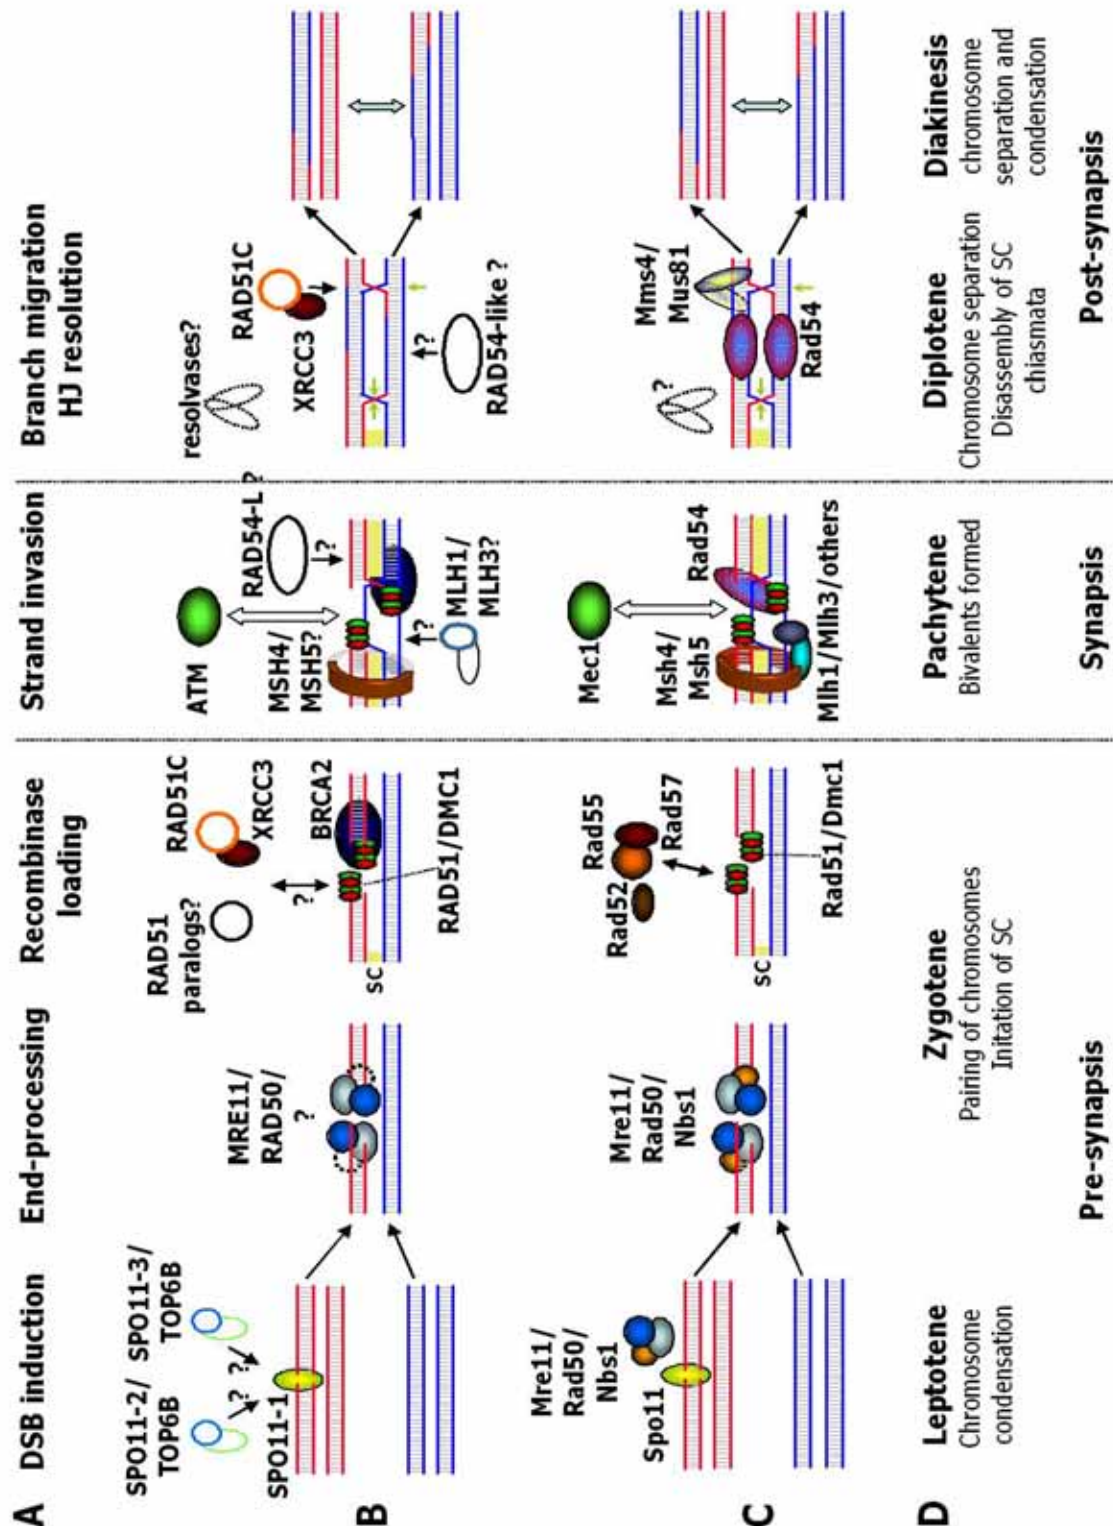 A
DSB induction
End-processing
Recombinase
loading
Strand invasion
Branch migration
HJ resolution
B
SPO11-2/
TOP6B
SPO11-3/
TOP6B
?
?
SPO11-1
MRE11/
RAD50/
?
RAD51
paralogs?
RAD51C
XRCC3
?
BRCA2
SC
RAD51/DMC1
ATM
RAD54-L ?
?
MSH4/
MSH5?
?
MLH1/
MLH3?
resolvases?
RAD51C
XRCC3
?
RAD54-like ?
C
Mre11/
Rad50/
Nbs1
Spo11
Mre11/
Rad50/
Nbs1
Rad52
Rad55
Rad57
SC
Rad51/Dmc1
Mec1
Msh4/
Msh5
Rad54
Mlh1/Mlh3/others
?
Mms4/
Mus81
Rad54
D
Leptotene
Chromosome
condensation
Zygotene
Pairing of chromosomes
Initation of SC
Pachytene
Bivalents formed
Diplotene
Chromosome separation
Disassembly of SC
chiasmata
Diakinesis
chromosome
separation and
condensation
Pre-synapsis
Synapsis
Post-synapsis